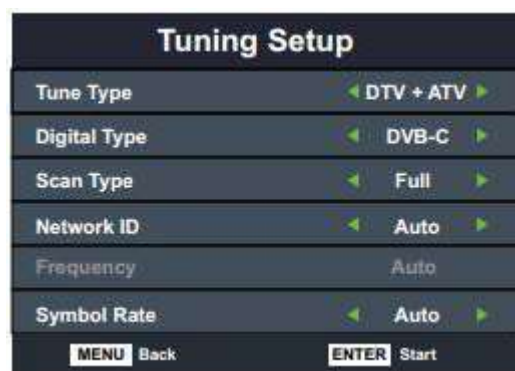 Tuning Setup
Tune Type DTV + ATV
Digital Type DVB-C
Scan Type Full
Network ID Auto
Frequency Auto
Symbol Rate Auto
MENU Back ENTER Start